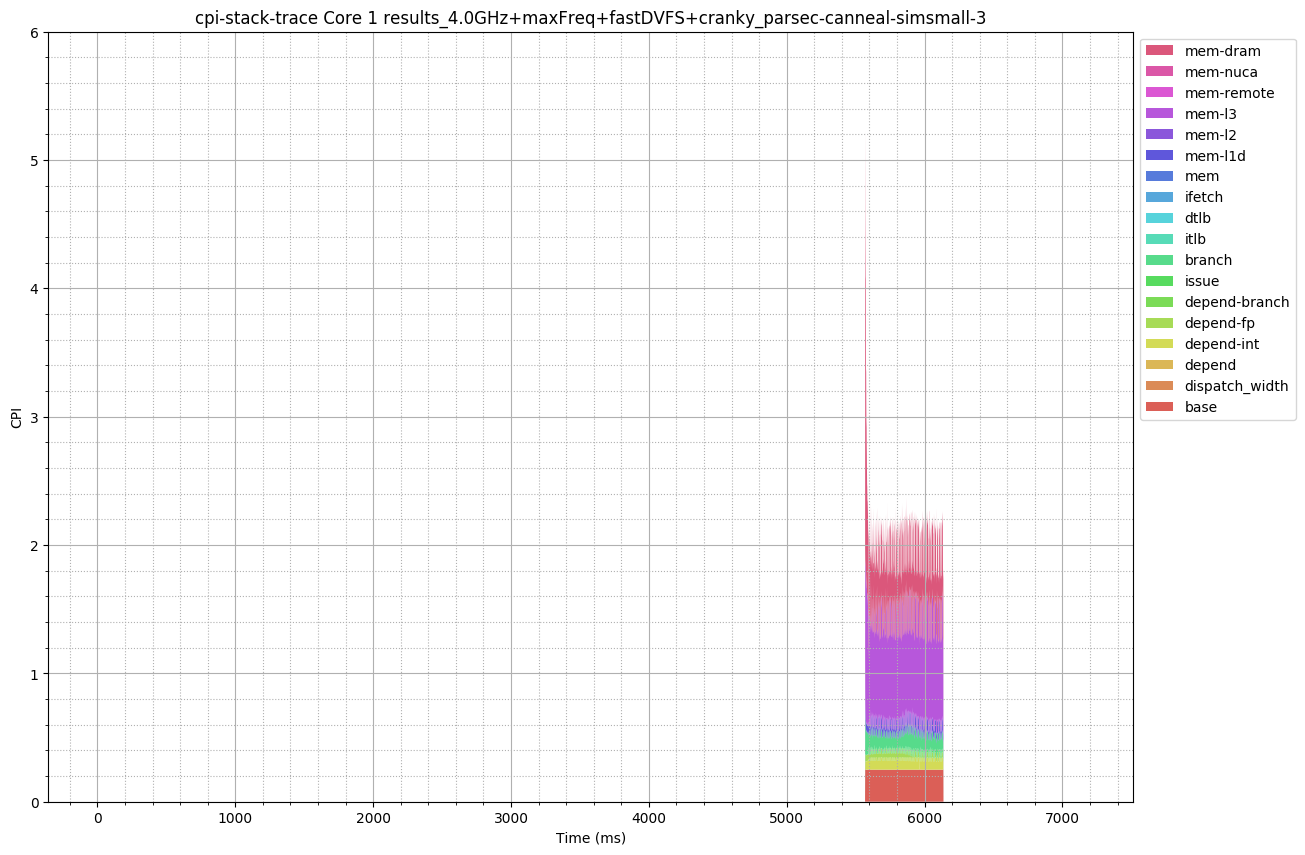 cpi-stack-trace Core 1 results_4.0GHz+maxFreq+fastDVFS+cranky_parsec-canneal-simsmall-3
6
5
4
3
2
1
0
CPI
0 1000 2000 3000 4000 5000 6000 7000
Time (ms)
mem-dram
mem-nuca
mem-remote
mem-l3
mem-l2
mem-l1d
mem
ifetch
dtlb
itlb
branch
issue
depend-branch
depend-fp
depend-int
depend
dispatch_width
base